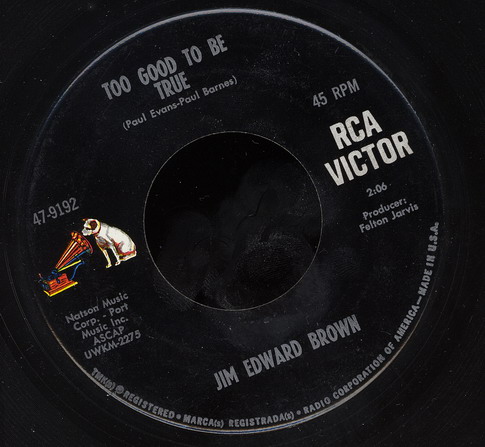 TOO GOOD TO BE
TRUE
(Paul Evans-Paul Barnes)
45 RPM
RCA
VICTOR
2:06
Producer:
Felton Jarvis
47-9192
Natson Music
Corp. - Port
Music Inc.
ASCAP
UWKM-2275
JIM EDWARD BROWN
TMK(s) ® REGISTERED • MARCA(s) REGISTRADA(s) • RADIO CORPORATION OF AMERICA—MADE IN U.S.A.